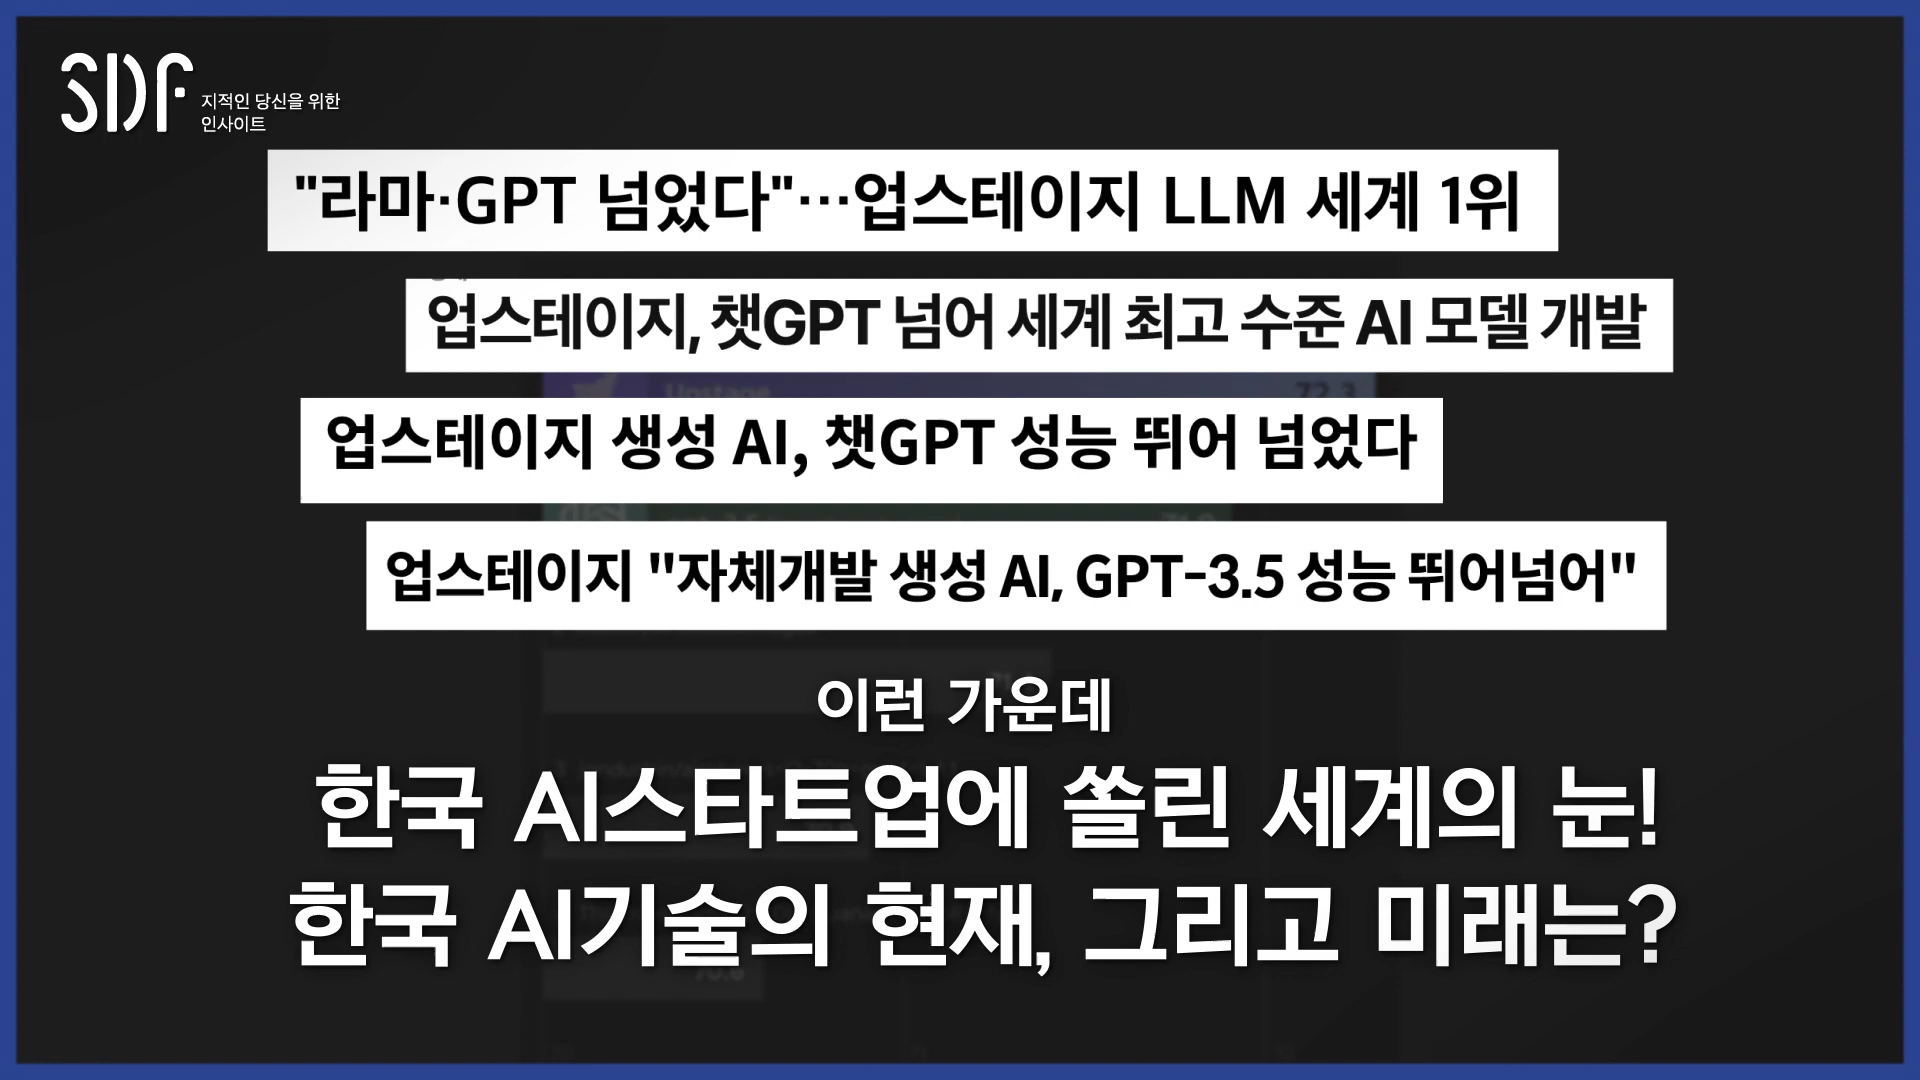 SDF 지적인 당신을 위한
인사이트
"라마·GPT 넘었다"…업스테이지 LLM 세계 1위
업스테이지, 챗GPT 넘어 세계 최고 수준 AI 모델 개발
Upstage 72.3
업스테이지 생성 AI, 챗GPT 성능 뛰어 넘었다
업스테이지 "자체개발 생성 AI, GPT-3.5 성능 뛰어넘어"
이런 가운데
한국 AI스타트업에 쏠린 세계의 눈!
한국 AI기술의 현재, 그리고 미래는?